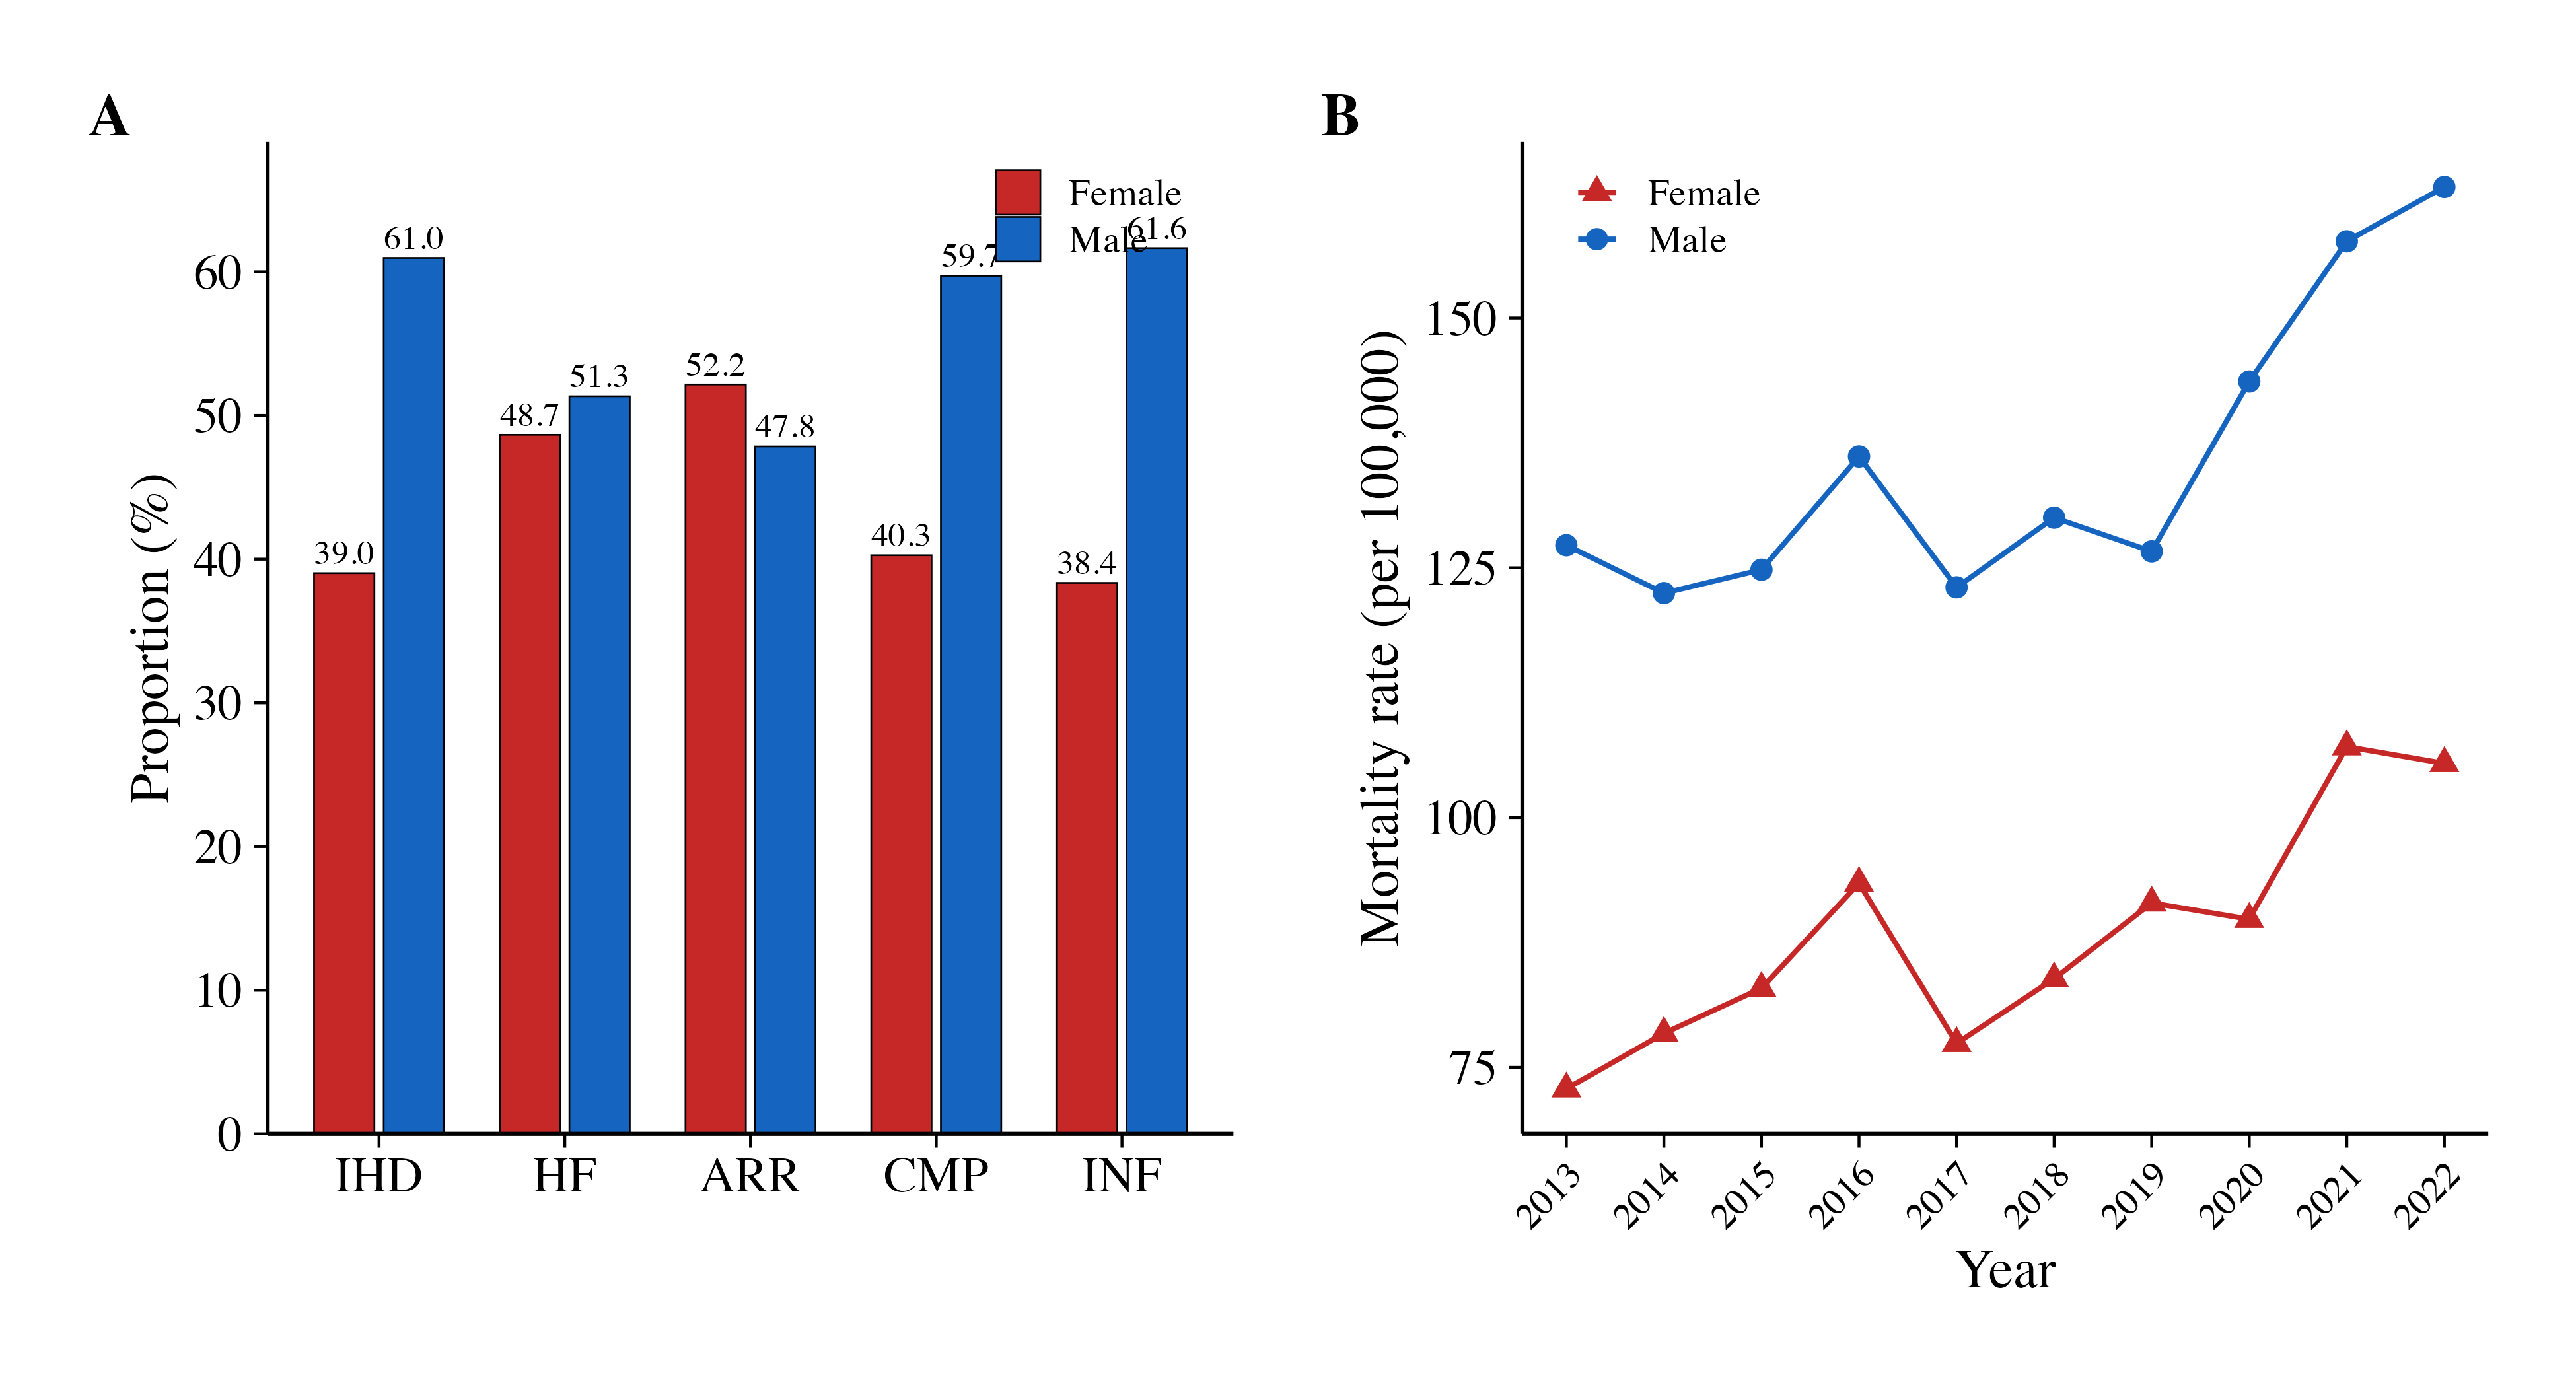 A
Proportion (%)
60
50
40
30
20
10
0
Female
Male
39.0
61.0
48.7
51.3
52.2
47.8
40.3
59.7
38.4
61.6
IHD
HF
ARR
CMP
INF
B
Mortality rate (per 100,000)
150
125
100
75
Female
Male
2013
2014
2015
2016
2017
2018
2019
2020
2021
2022
Year